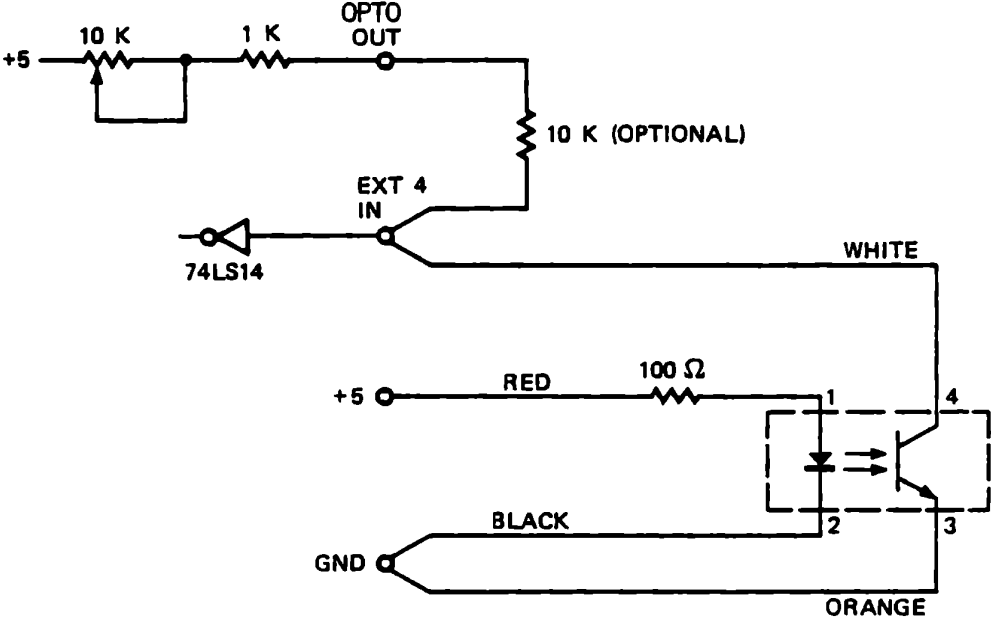 OPTO
OUT
10 K
1 K
+5
10 K (OPTIONAL)
EXT 4
IN
74LS14
WHITE
100 Ω
+5
RED
1
4
BLACK
2
3
GND
ORANGE